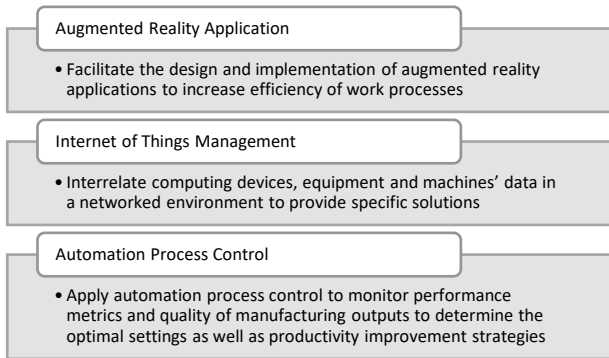 Augmented Reality Application
• Facilitate the design and implementation of augmented reality
applications to increase efficiency of work processes
Internet of Things Management
• Interrelate computing devices, equipment and machines’ data in
a networked environment to provide specific solutions
Automation Process Control
• Apply automation process control to monitor performance
metrics and quality of manufacturing outputs to determine the
optimal settings as well as productivity improvement strategies